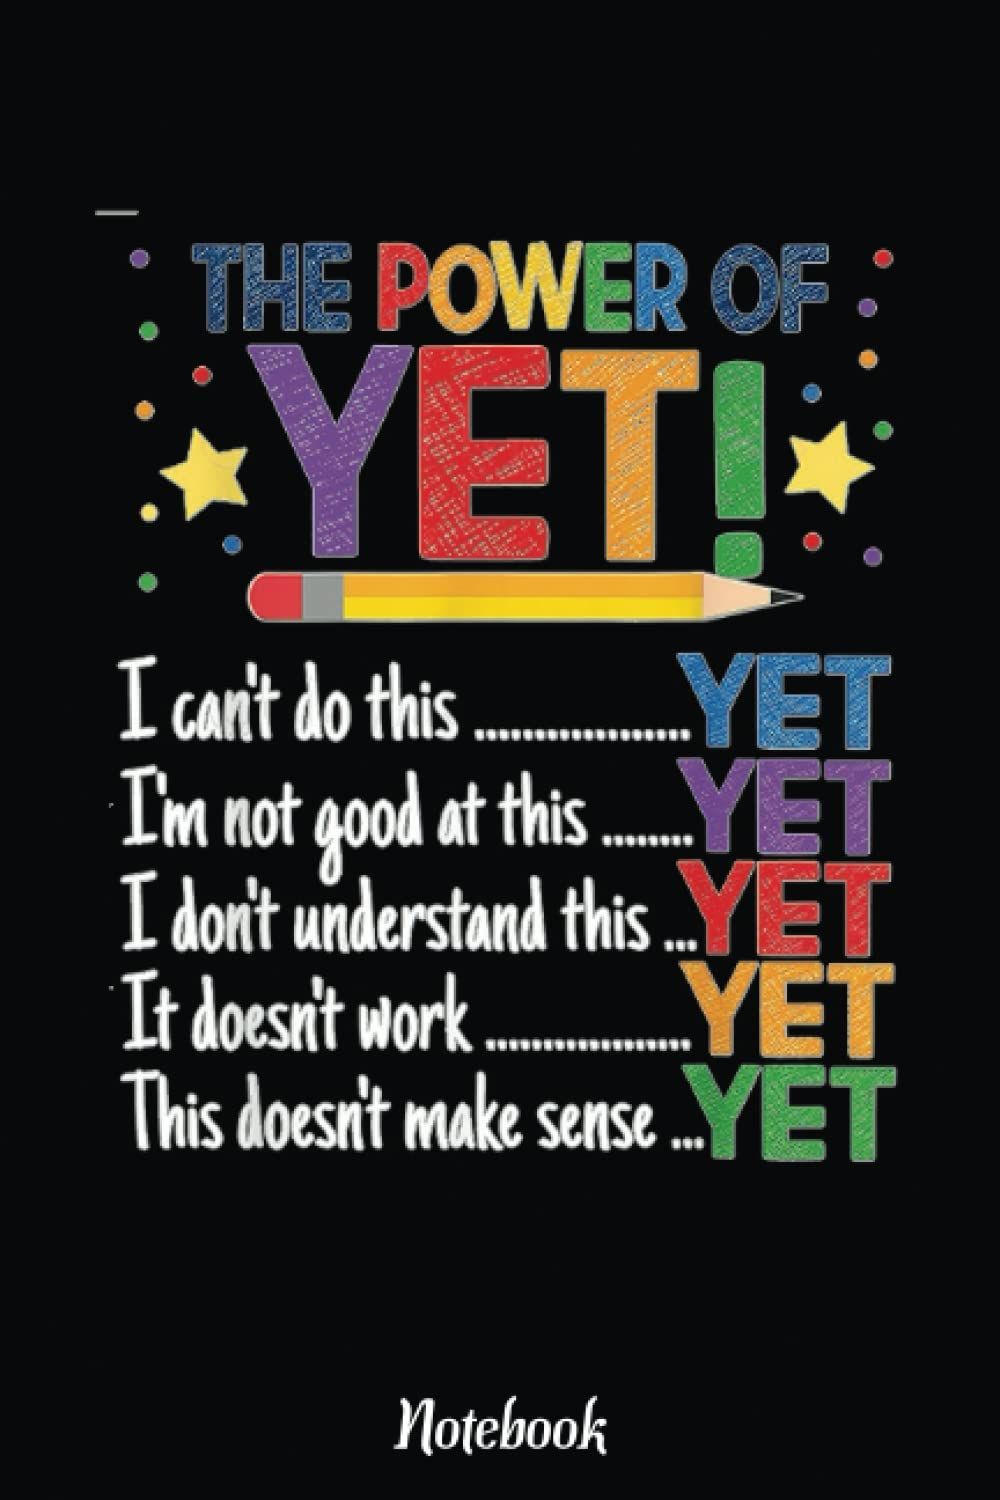 THE POWER OF
YET!
I can't do this ..................YET
I'm not good at this ........YET
I don't understand this ...YET
It doesn't work .................YET
This doesn't make sense ...YET
Notebook